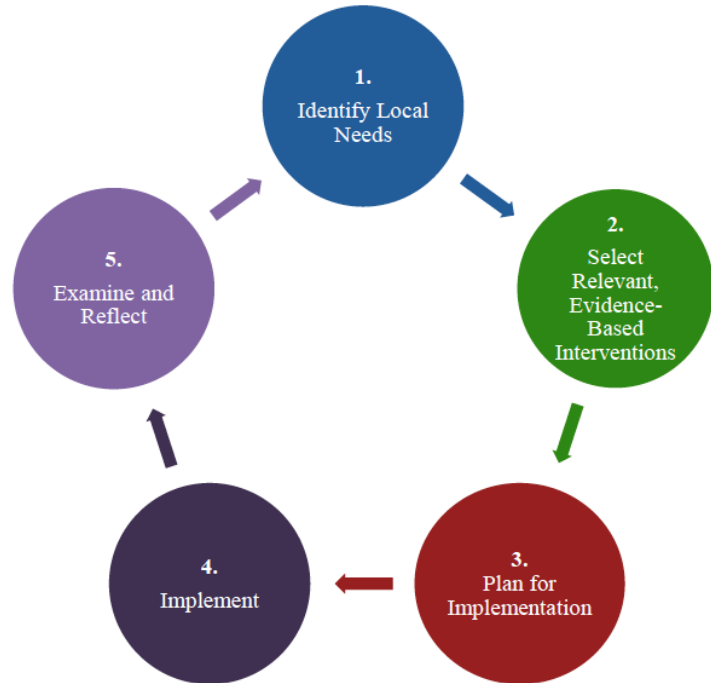 1.
Identify Local
Needs
2.
Select
Relevant,
Evidence-
Based
Interventions
3.
Plan for
Implementation
4.
Implement
5.
Examine and
Reflect